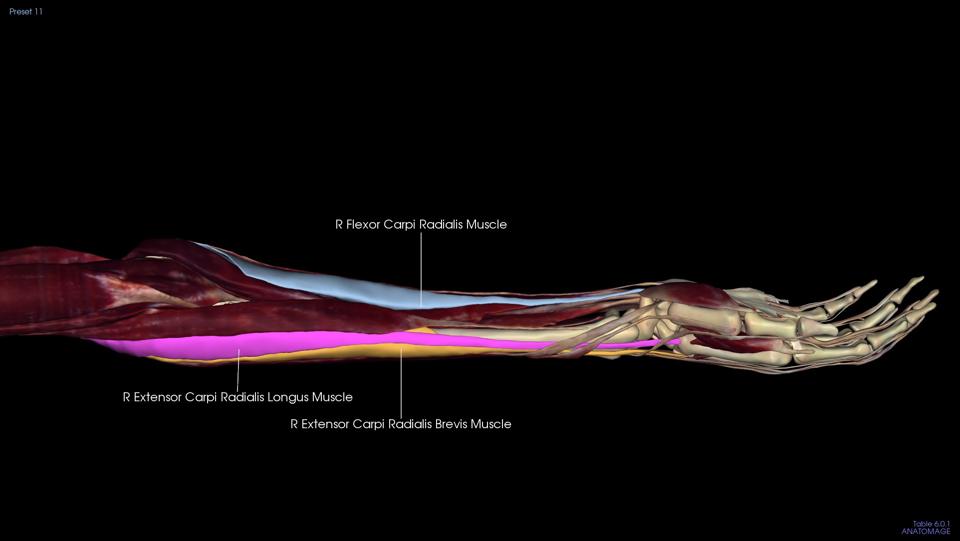 Preset 11
R Flexor Carpi Radialis Muscle
R Extensor Carpi Radialis Longus Muscle
R Extensor Carpi Radialis Brevis Muscle
Table 6.0.1
ANATOMAGE